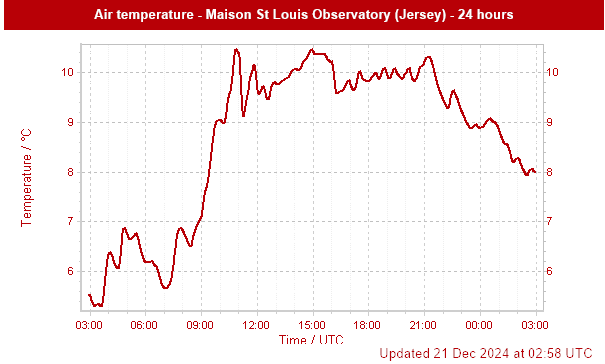 Air temperature - Maison St Louis Observatory (Jersey) - 24 hours
Temperature / °C
10
9
8
7
6
10
9
8
7
6
03:00 06:00 09:00 12:00 15:00 18:00 21:00 00:00 03:00
Time / UTC
Updated 21 Dec 2024 at 02:58 UTC